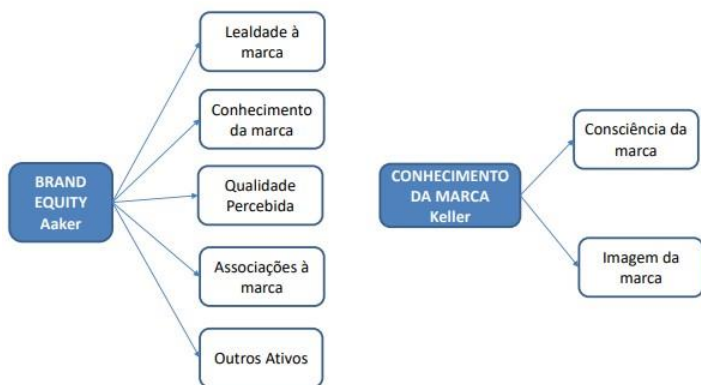 Lealdade à
marca
Conhecimento
da marca
BRAND
EQUITY
Aaker
Qualidade
Percebida
Associações à
marca
Outros Ativos
CONHECIMENTO
DA MARCA
Keller
Consciência da
marca
Imagem da
marca